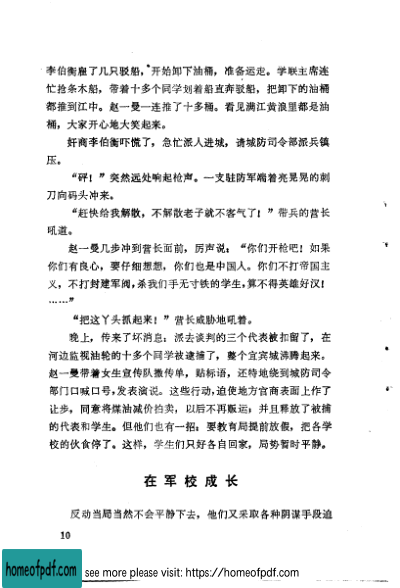 李伯衡雇了几只驳船，开始卸下油桶，准备运走。学联主席连
忙抢条木船，带着十多个同学划着船直奔驳船，把卸下的油桶
都推到江中。赵一曼一连推了十多桶。看见满江黄浪里都是油
桶，大家开心地大笑起来。
奸商李伯衡吓慌了，急忙派人进城，请城防司令部派兵镇
压。
“砰！”突然远处响起枪声。一支驻防军端着亮晃晃的刺
刀向码头冲来。
“赶快给我解散，不解散老子就不客气了！”带兵的营长
吼道。
赵一曼几步冲到营长面前，厉声说：“你们开枪吧！如果
你们有良心，要仔细想想，你们也是中国人。你们不打帝国主
义，不打封建军阀，杀我们手无寸铁的学生，算不得英雄好汉！
……”
“把这丫头抓起来！”营长威胁地吼着。
晚上，传来了坏消息：派去谈判的三个代表被扣留了，在
河边监视油轮的十多个同学被逮捕了，整个宜宾城沸腾起来。
赵一曼带着女生宣传队撒传单，贴标语，还特地绕到城防司令
部门口喊口号，发表演说。这些行动，迫使地方官商表面上作了
让步，同意将煤油减价拍卖，以后不再贩运，并且释放了被捕
的代表和学生。但他们也有一招：要教育局提前放假，把各学
校的伙食停了。这样，学生们只好各自回家，局势暂时平静。
在军校成长
反动当局当然不会平静下去，他们又采取各种阴谋手段迫
10
homeofpdf.com
see more please visit: https://homeofpdf.com